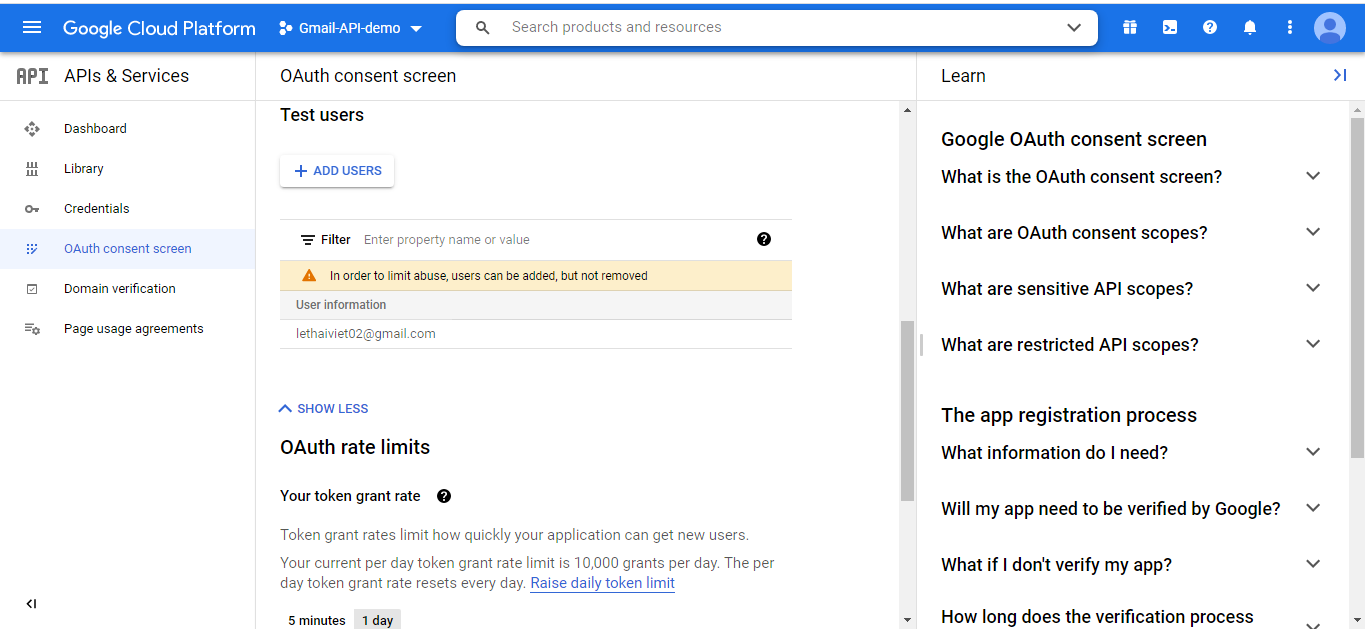 Google Cloud Platform
Gmail-API-demo
Search products and resources
API APIs & Services
Dashboard
Library
Credentials
OAuth consent screen
Domain verification
Page usage agreements
OAuth consent screen
Test users
ADD USERS
Filter Enter property name or value
In order to limit abuse, users can be added, but not removed
User information
lethaiviet02@gmail.com
SHOW LESS
OAuth rate limits
Your token grant rate
Token grant rates limit how quickly your application can get new users.
Your current per day token grant rate limit is 10,000 grants per day. The per
day token grant rate resets every day. Raise daily token limit
5 minutes 1 day
Learn
Google OAuth consent screen
What is the OAuth consent screen?
What are OAuth consent scopes?
What are sensitive API scopes?
What are restricted API scopes?
The app registration process
What information do I need?
Will my app need to be verified by Google?
What if I don't verify my app?
How long does the verification process